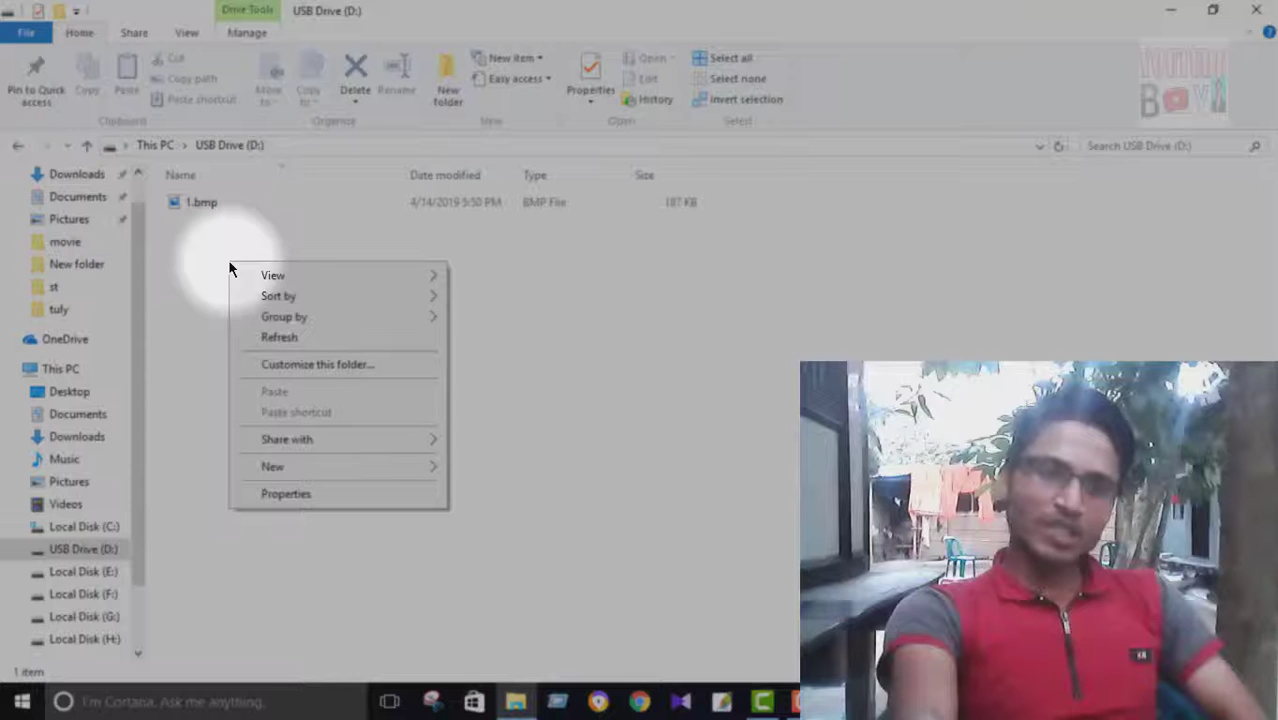 Drive Tools
USB Drive (D:)
File
Home
Share
View
Manage
Pin to Quick access
Copy
Paste
Cut
Copy path
Paste shortcut
Clipboard
Move to
Copy to
Delete
Rename
Organize
New folder
New item
Easy access
New
Properties
Open
Edit
History
Open
Select all
Select none
Invert selection
Select
This PC
USB Drive (D:)
Search USB Drive (D:)
Name
Date modified
Type
Size
1.bmp
4/14/2019 5:50 PM
BMP File
187 KB
Downloads
Documents
Pictures
movie
New folder
st
tufy
OneDrive
This PC
Desktop
Documents
Downloads
Music
Pictures
Videos
Local Disk (C:)
USB Drive (D:)
Local Disk (E:)
Local Disk (F:)
Local Disk (G:)
Local Disk (H:)
View
Sort by
Group by
Refresh
Customize this folder...
Paste
Paste shortcut
Share with
New
Properties
1 item
I'm Cortana. Ask me anything.